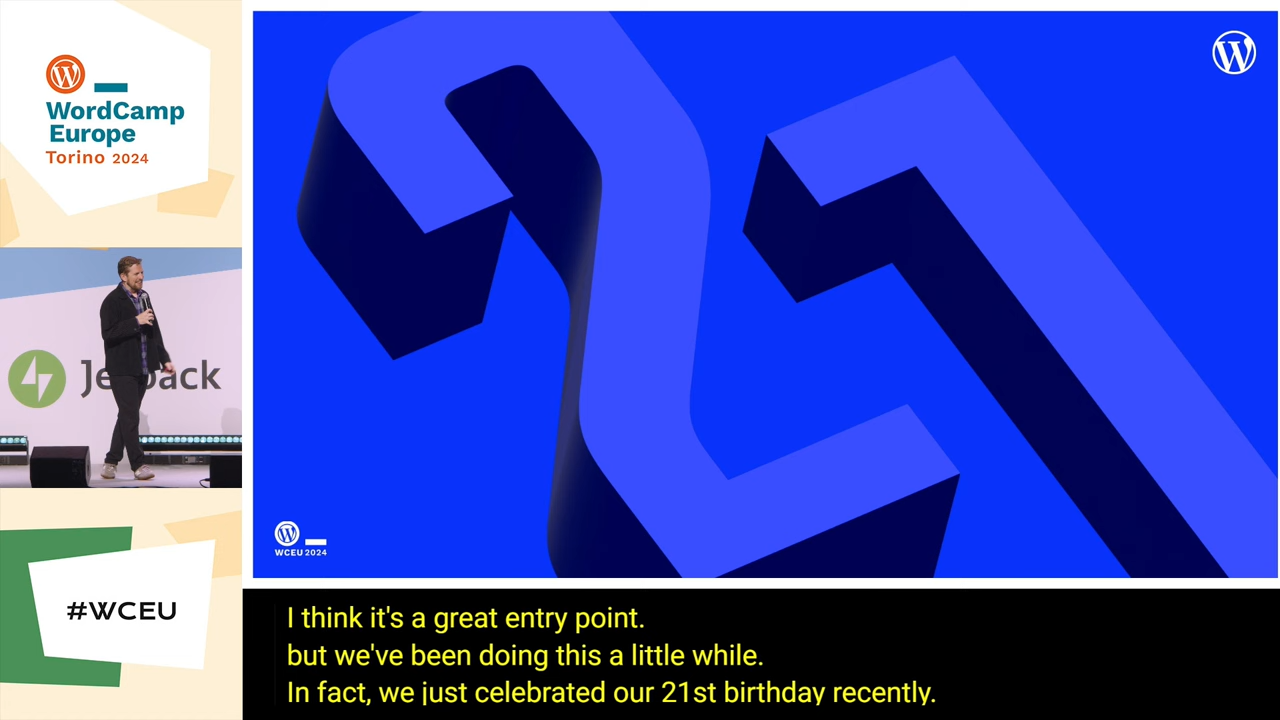 WordCamp
Europe
Torino 2024
Jetpack
#WCEU
21
WCEU 2024
I think it's a great entry point.
but we've been doing this a little while.
In fact, we just celebrated our 21st birthday recently.